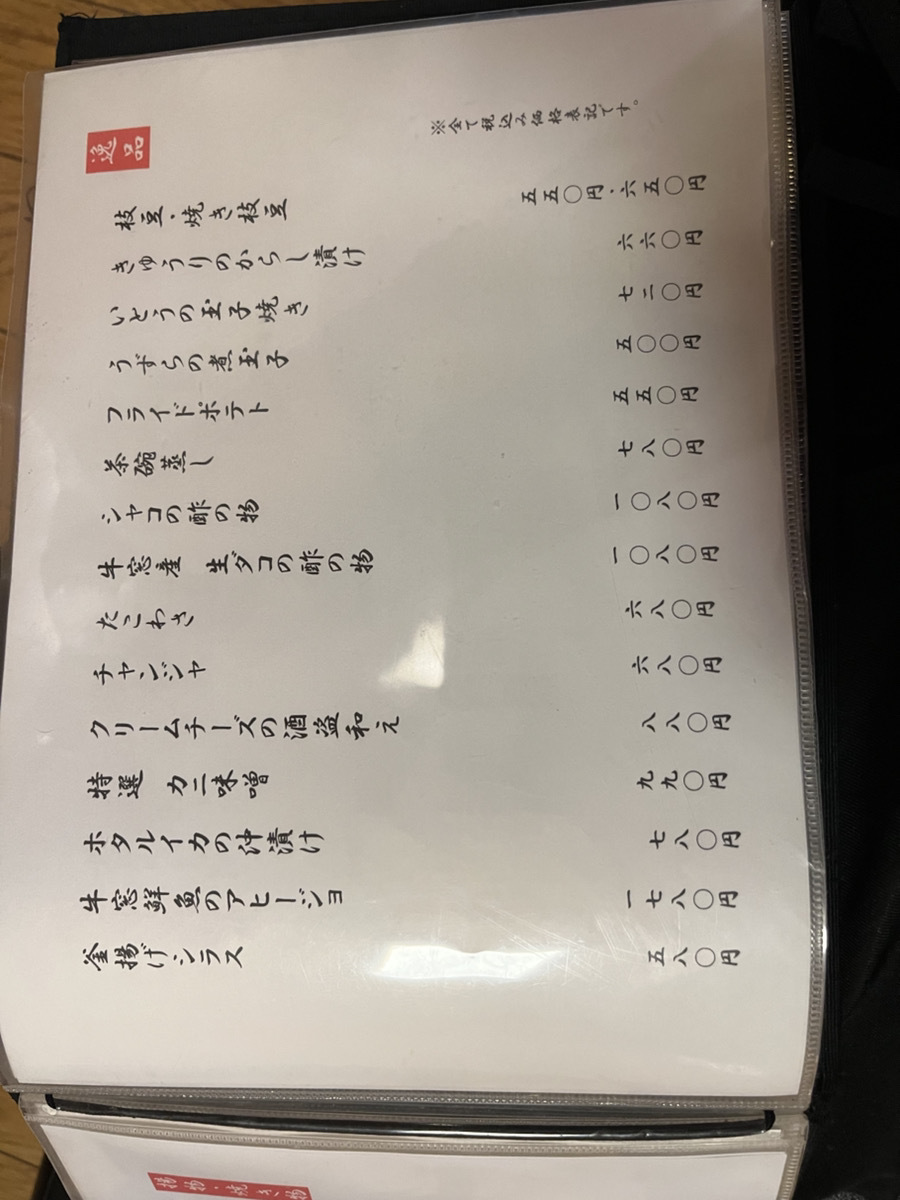 逸品
※全て税込み価格表記です。
枝豆・焼き枝豆 五五〇円・六五〇円
きゅうりのからし漬け 六六〇円
いとうの玉子焼き 七二〇円
うずらの煮玉子 五〇〇円
フライドポテト 五五〇円
茶碗蒸し 七八〇円
シャコの酢の物 一〇八〇円
牛窓産 生ダコの酢の物 一〇八〇円
たこわさ 六八〇円
チャンジャ 六八〇円
クリームチーズの酒盗和え 八八〇円
特選 カニ味噌 九九〇円
ホタルイカの沖漬け 七八〇円
牛窓鮮魚のアヒージョ 一七八〇円
釜揚げシラス 五八〇円
揚物・焼き物